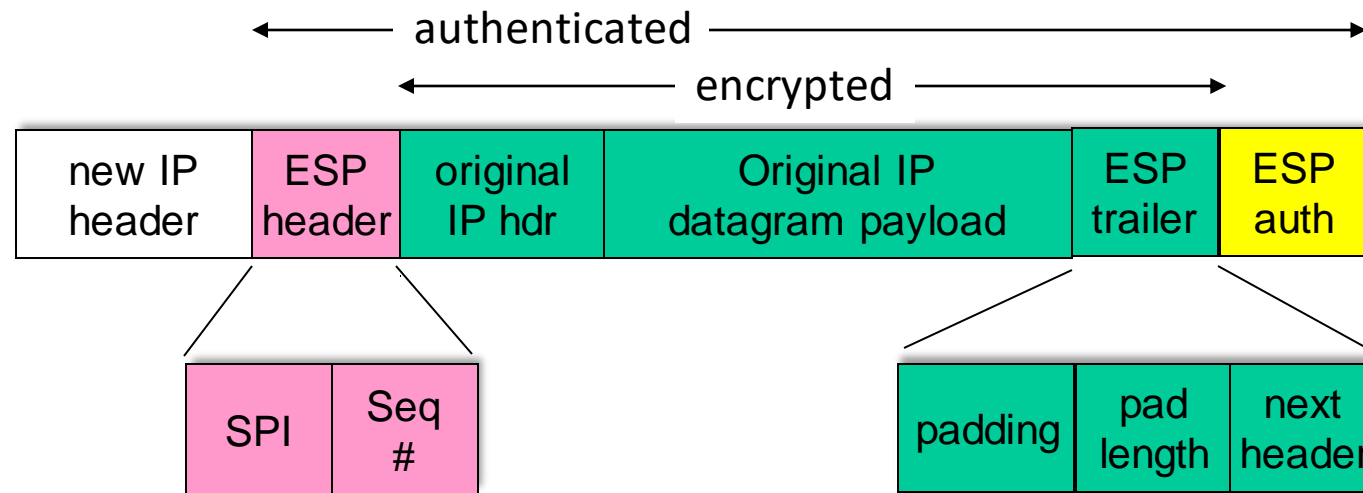 authenticated
encrypted
new IP
header
ESP
header
original
IP hdr
Original IP
datagram payload
ESP
trailer
ESP
auth
SPI
Seq
#
padding
pad
length
next
header